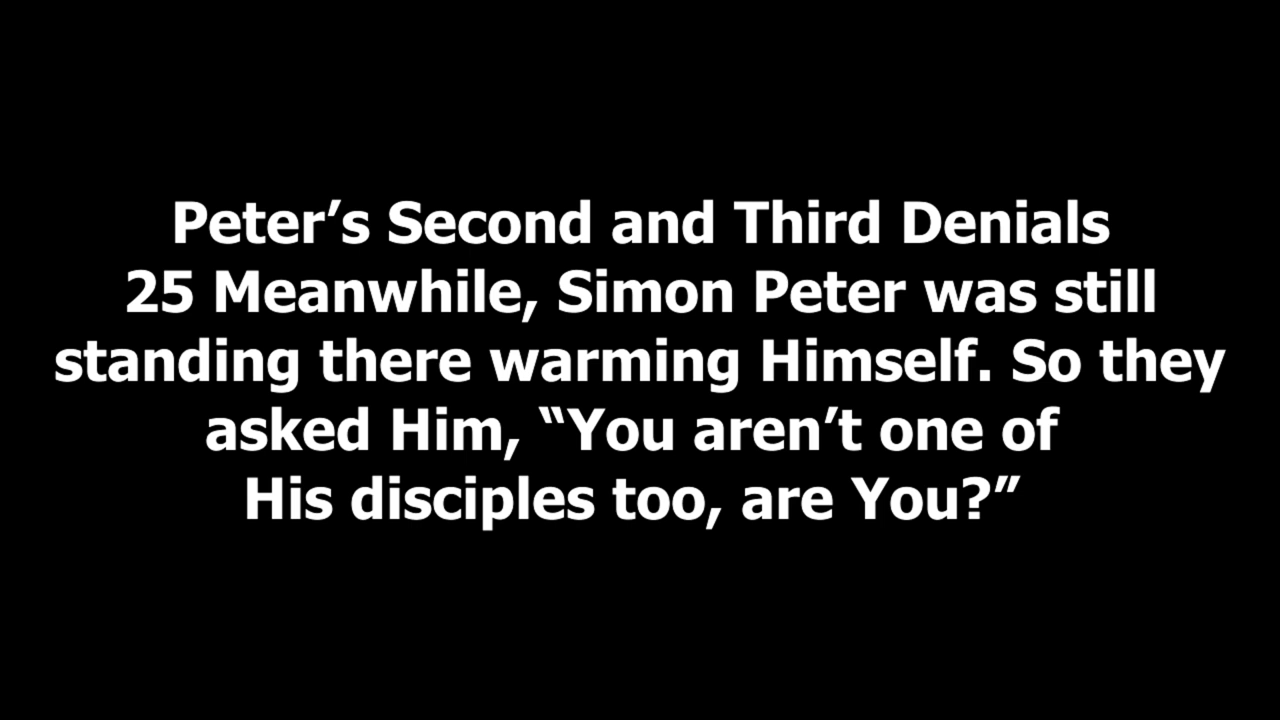 Peter’s Second and Third Denials
25 Meanwhile, Simon Peter was still
standing there warming Himself. So they
asked Him, “You aren’t one of
His disciples too, are You?”